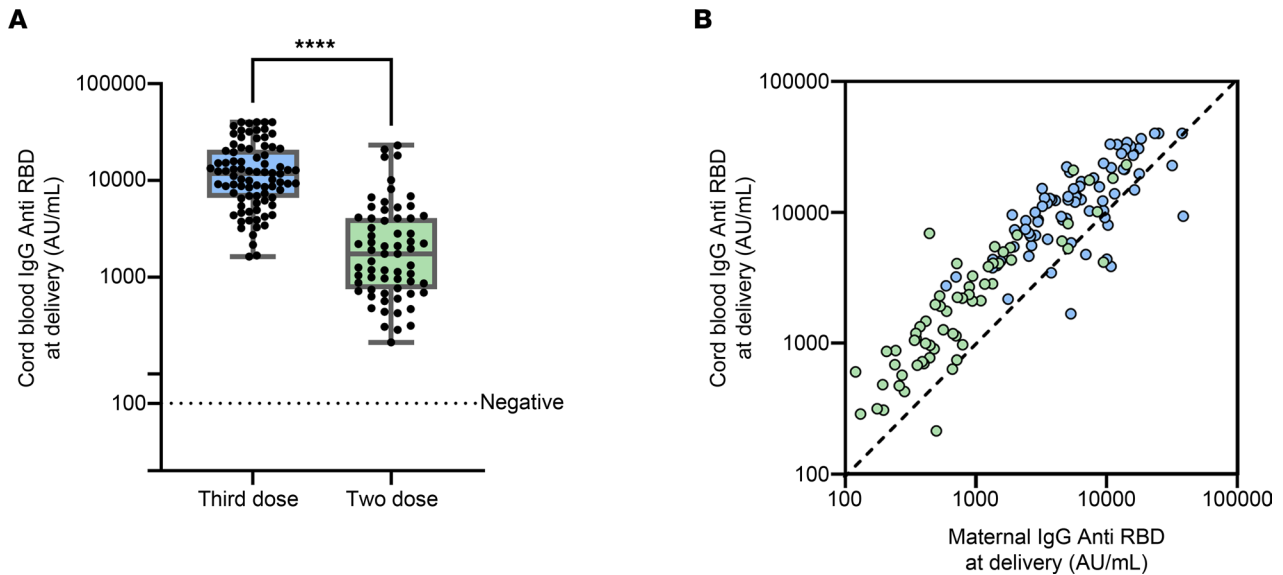 A
****
100000
10000
1000
100
Cord blood IgG Anti RBD
at delivery (AU/mL)
Negative
Third dose
Two dose
B
100000
10000
1000
100
Cord blood IgG Anti RBD
at delivery (AU/mL)
100
1000
10000
100000
Maternal IgG Anti RBD
at delivery (AU/mL)